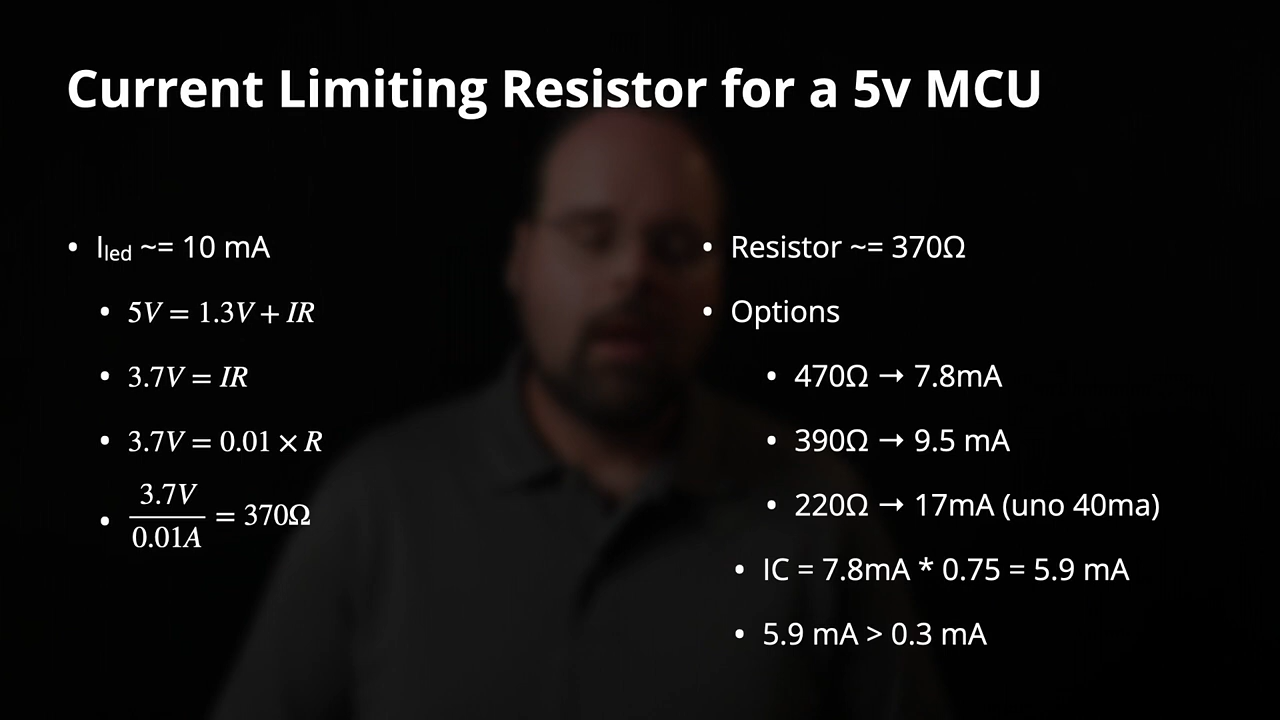 Current Limiting Resistor for a 5v MCU
• Iled ~= 10 mA
• 5V = 1.3V + IR
• 3.7V = IR
• 3.7V = 0.01 × R
• 3.7V / 0.01A = 370Ω
• Resistor ~= 370Ω
• Options
• 470Ω → 7.8mA
• 390Ω → 9.5 mA
• 220Ω → 17mA (uno 40ma)
• IC = 7.8mA * 0.75 = 5.9 mA
• 5.9 mA > 0.3 mA